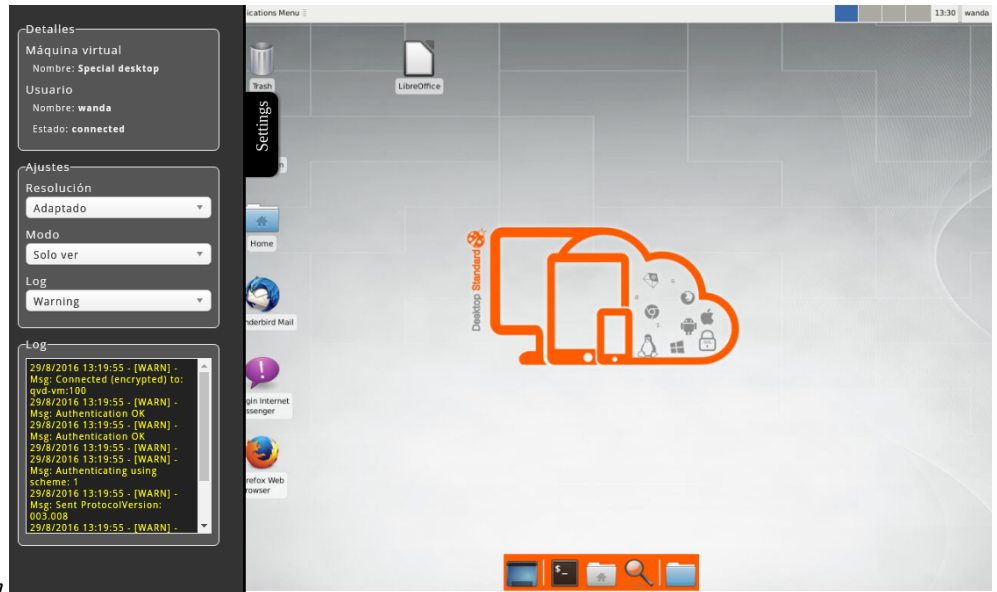 Detalles
Máquina virtual
Nombre: Special desktop
Usuario
Nombre: wanda
Estado: connected
Ajustes
Resolución
Adaptado
Modo
Solo ver
Log
Warning
Log
29/8/2016 13:19:55 - [WARN] -
Msg: Connected (encrypted) to:
qvd-vm:100
29/8/2016 13:19:55 - [WARN] -
Msg: Authentication OK
29/8/2016 13:19:55 - [WARN] -
Msg: Authentication OK
29/8/2016 13:19:55 - [WARN] -
29/8/2016 13:19:55 - [WARN] -
Msg: Authenticating using
scheme: 1
29/8/2016 13:19:55 - [WARN] -
Msg: Sent ProtocolVersion:
003.008
29/8/2016 13:19:55 - [WARN] -
Settings
ications Menu
13:30 wanda
Trash
LibreOffice
Home
nderbird Mail
gin Internet
ssenger
refox Web
rowser
Desktop Standard
$_